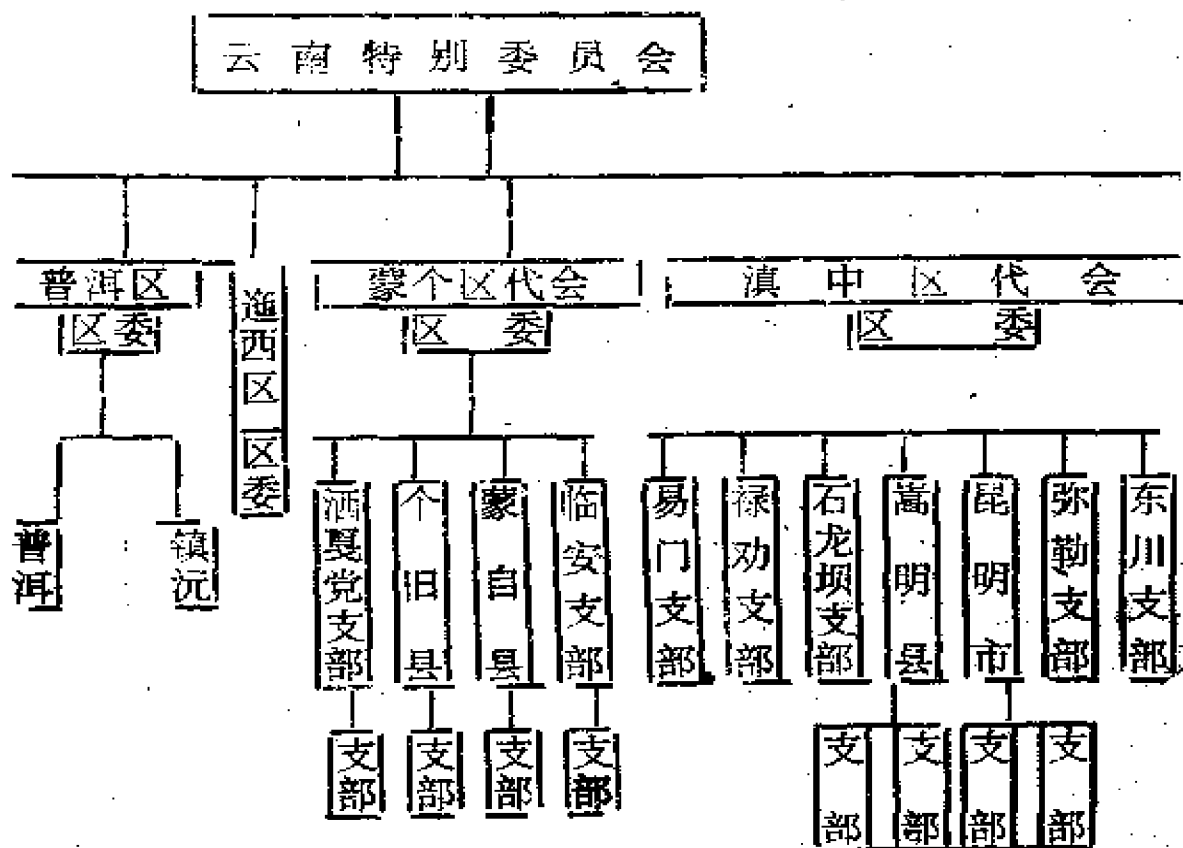 云南特别委员会
普洱区
区委
迤西区区委
蒙个区代会
区委
滇中区代会
区委
普洱
镇沅
洒戛党支部
个旧县
蒙自县
临安支部
易门支部
禄劝支部
石龙坝支部
嵩明县
昆明市
弥勒支部
东川支部
支部
支部
支部
支部
支部
支部
支部
支部